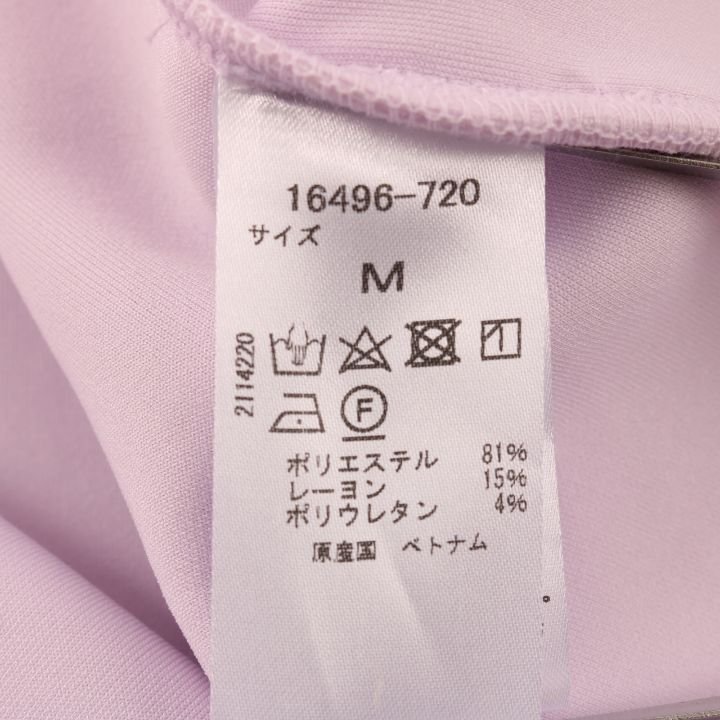 16496-720
サイズ
M
2114220
F
ポリエステル 81%
レーヨン 15%
ポリウレタン 4%
原産国 ベトナム